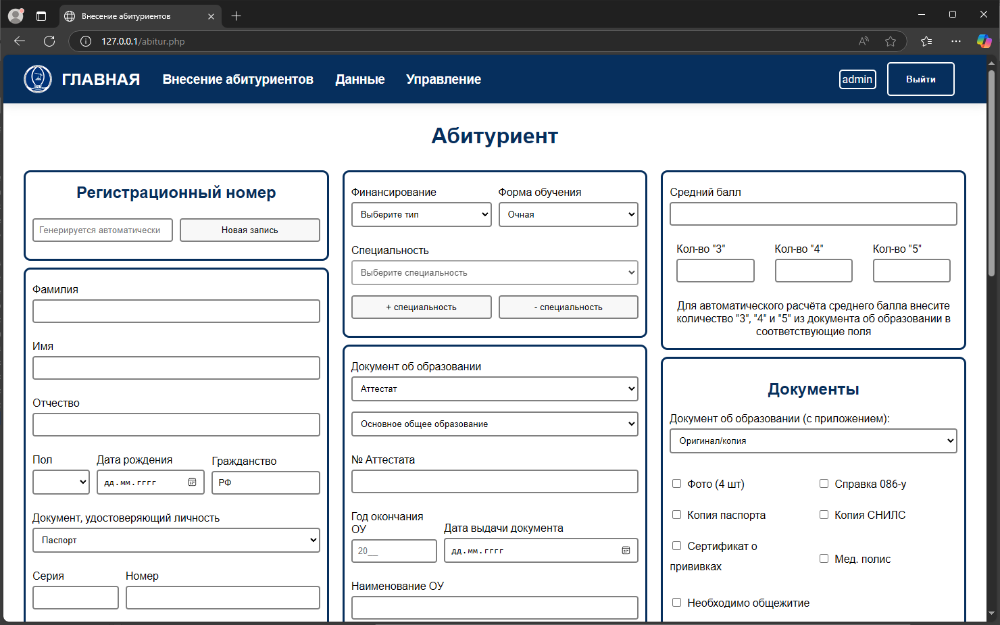 Внесение абитуриентов
127.0.0.1/abitur.php
ГЛАВНАЯ
Внесение абитуриентов
Данные
Управление
admin
Выйти
Абитуриент
Регистрационный номер
Генерируется автоматически
Новая запись
Фамилия
Имя
Отчество
Пол
Дата рождения
Гражданство
дд.мм.гггг
РФ
Документ, удостоверяющий личность
Паспорт
Серия
Номер
Финансирование
Форма обучения
Выберите тип
Очная
Специальность
Выберите специальность
+ специальность
- специальность
Документ об образовании
Аттестат
Основное общее образование
№ Аттестата
Год окончания
ОУ
Дата выдачи документа
20__
дд.мм.гггг
Наименование ОУ
Средний балл
Кол-во "3"
Кол-во "4"
Кол-во "5"
Для автоматического расчёта среднего балла внесите
количество "3", "4" и "5" из документа об образовании в
соответствующие поля
Документы
Документ об образовании (с приложением):
Оригинал/копия
Фото (4 шт)
Справка 086-у
Копия паспорта
Копия СНИЛС
Сертификат о
прививках
Мед. полис
Необходимо общежитие